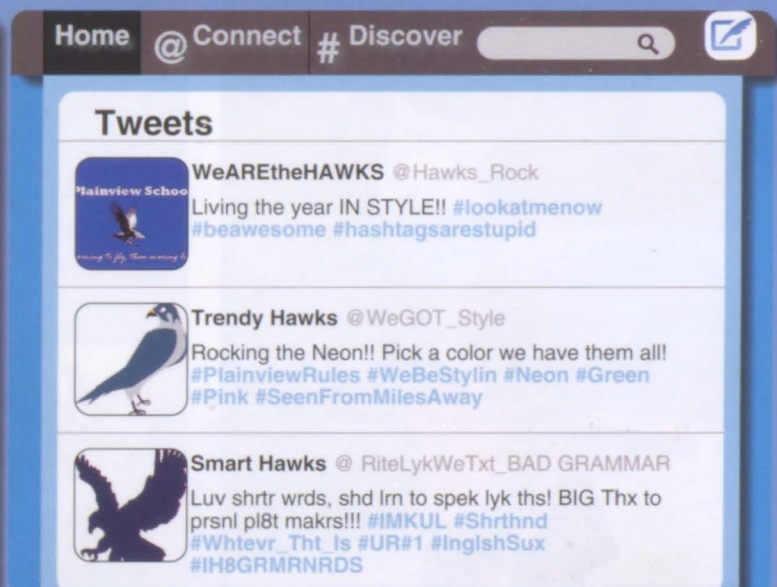 Home @ Connect # Discover
Tweets
Plainview Schoo
WeAREtheHAWKS @Hawks_Rock
Living the year IN STYLE!! #lookatmenow
#beawesome #hashtagsarestupid
Trendy Hawks @WeGOT_Style
Rocking the Neon!! Pick a color we have them all!
#PlainviewRules #WeBeStylin #Neon #Green
#Pink #SeenFromMilesAway
Smart Hawks @ RiteLykWeTxt_BAD GRAMMAR
Luv shrtr wrds, shd lrn to spek lyk ths! BIG Thx to
prsnl pl8t makrs!!! #IMKUL #Shrthnd
#Whtevr_Tht_Is #UR#1 #InglshSux
#IH8GRMRNRDS